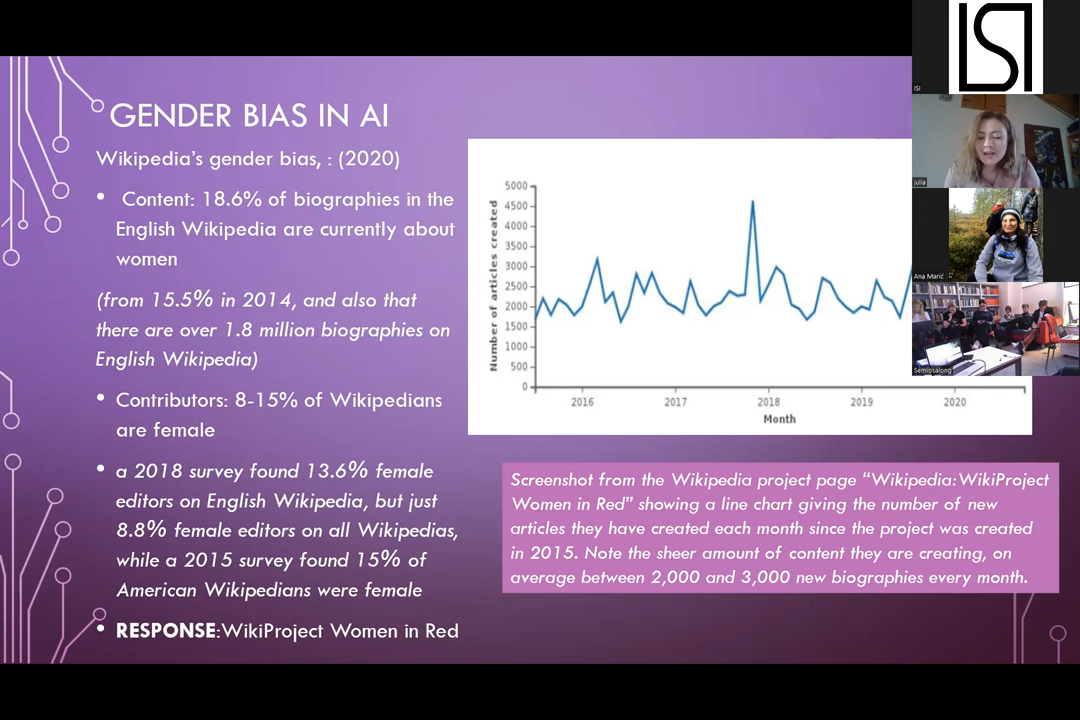 GENDER BIAS IN AI
Wikipedia's gender bias, : (2020)
• Content: 18.6% of biographies in the
English Wikipedia are currently about
women
(from 15.5% in 2014, and also that
there are over 1.8 million biographies on
English Wikipedia)
• Contributors: 8-15% of Wikipedians
are female
• a 2018 survey found 13.6% female
editors on English Wikipedia, but just
8.8% female editors on all Wikipedias,
while a 2015 survey found 15% of
American Wikipedians were female
• RESPONSE:WikiProject Women in Red
Number of articles created
5000
4500
4000
3500
3000
2500
2000
1500
1000
500
0
2016 2017 2018 2019 2020
Month
Screenshot from the Wikipedia project page “Wikipedia:WikiProject
Women in Red” showing a line chart giving the number of new
articles they have created each month since the project was created
in 2015. Note the sheer amount of content they are creating, on
average between 2,000 and 3,000 new biographies every month.
ISI
ISI
julia
Ana Marić
Semiosalong